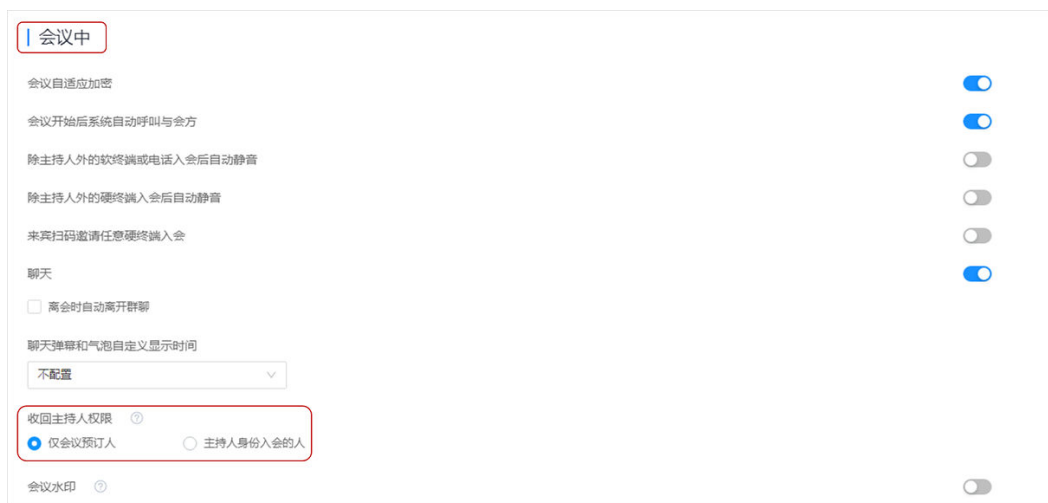 会议中
会议自适应加密
会议开始后系统自动呼叫与会方
除主持人外的软终端或电话入会后自动静音
除主持人外的硬终端入会后自动静音
来宾扫码邀请任意硬终端入会
聊天
离会时自动离开群聊
聊天弹幕和气泡自定义显示时间
不配置
收回主持人权限 ?
仅会议预订人 主持人身份入会的人
会议水印 ?